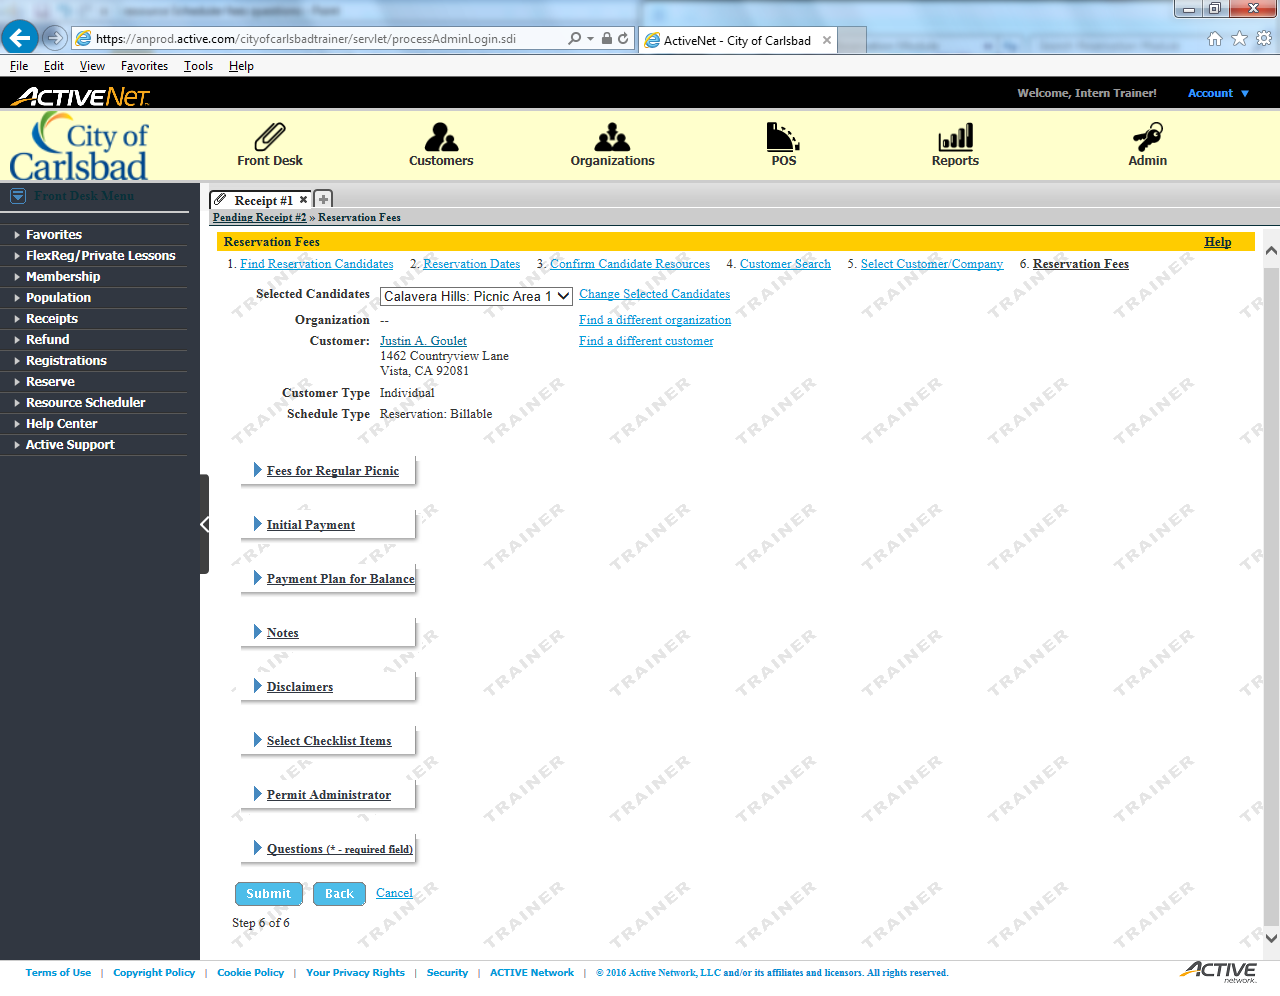 https://anprod.active.com/cityofcarlsbadtrainer/servlet/processAdminLogin.sdi
ActiveNet - City of Carlsbad
File Edit View Favorites Tools Help
ACTIVENET
Welcome, Intern Trainer! Account
City of Carlsbad
Front Desk Customers Organizations POS Reports Admin
Front Desk Menu
Favorites
FlexReg/Private Lessons
Membership
Population
Receipts
Refund
Registrations
Reserve
Resource Scheduler
Help Center
Active Support
Receipt #1
Pending Receipt #2 » Reservation Fees
Reservation Fees Help
1. Find Reservation Candidates 2. Reservation Dates 3. Confirm Candidate Resources 4. Customer Search 5. Select Customer/Company 6. Reservation Fees
Selected Candidates Calavera Hills: Picnic Area 1 Change Selected Candidates
Organization -- Find a different organization
Customer: Justin A. Goulet Find a different customer
1462 Countryview Lane
Vista, CA 92081
Customer Type Individual
Schedule Type Reservation: Billable
Fees for Regular Picnic
Initial Payment
Payment Plan for Balance
Notes
Disclaimers
Select Checklist Items
Permit Administrator
Questions (* - required field)
Submit Back Cancel
Step 6 of 6
TRAINER
Terms of Use | Copyright Policy | Cookie Policy | Your Privacy Rights | Security | ACTIVE Network | © 2016 Active Network, LLC and/or its affiliates and licensors. All rights reserved.
ACTIVE network